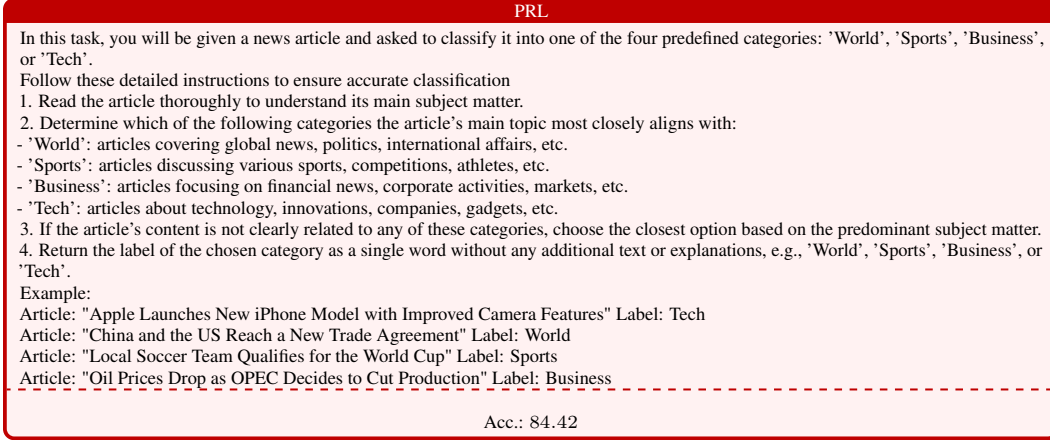 PRL
In this task, you will be given a news article and asked to classify it into one of the four predefined categories: ’World’, ’Sports’, ’Business’,
or ’Tech’.
Follow these detailed instructions to ensure accurate classification
1. Read the article thoroughly to understand its main subject matter.
2. Determine which of the following categories the article’s main topic most closely aligns with:
- ’World’: articles covering global news, politics, international affairs, etc.
- ’Sports’: articles discussing various sports, competitions, athletes, etc.
- ’Business’: articles focusing on financial news, corporate activities, markets, etc.
- ’Tech’: articles about technology, innovations, companies, gadgets, etc.
3. If the article’s content is not clearly related to any of these categories, choose the closest option based on the predominant subject matter.
4. Return the label of the chosen category as a single word without any additional text or explanations, e.g., ’World’, ’Sports’, ’Business’, or
’Tech’.
Example:
Article: "Apple Launches New iPhone Model with Improved Camera Features" Label: Tech
Article: "China and the US Reach a New Trade Agreement" Label: World
Article: "Local Soccer Team Qualifies for the World Cup" Label: Sports
Article: "Oil Prices Drop as OPEC Decides to Cut Production" Label: Business
Acc.: 84.42